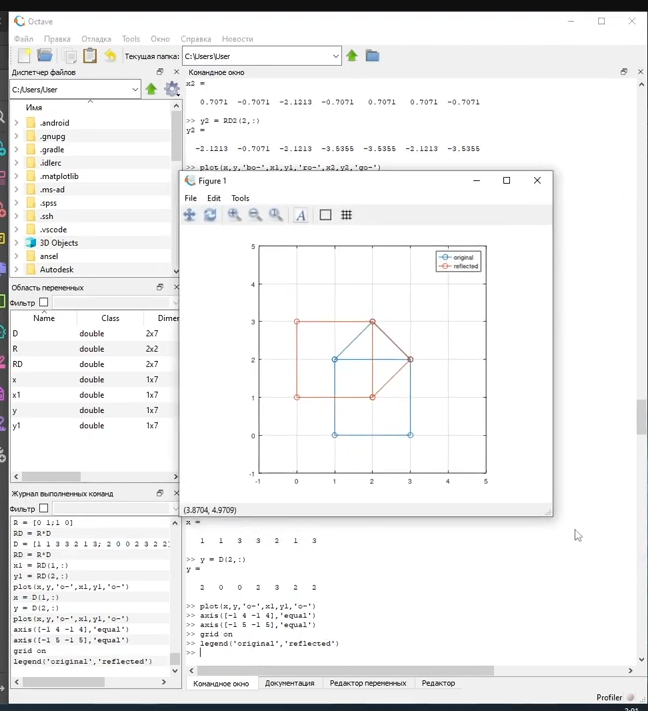 Octave
Файл Правка Отладка Tools Окно Справка Новости
Текущая папка: C:\Users\User
Диспетчер файлов
C:/Users/User
Имя
.android
.gnupg
.gradle
.idlerc
.matplotlib
.ms-ad
.spss
.ssh
.vscode
3D Objects
ansel
Autodesk
Область переменных
Фильтр
Name Class Dimer
D double 2x7
R double 2x2
RD double 2x7
x double 1x7
x1 double 1x7
y double 1x7
y1 double 1x7
Журнал выполненных команд
Фильтр
R = [0 1;1 0]
RD = R*D
D = [1 1 3 3 2 1 3; 2 0 0 2 3 2 2]
RD = R*D
x1 = RD(1,:)
y1 = RD(2,:)
plot(x,y,'o-',x1,y1,'o-')
x = D(1,:)
y = D(2,:)
plot(x,y,'o-',x1,y1,'o-')
axis([-1 4 -1 4],'equal')
axis([-1 5 -1 5],'equal')
grid on
legend('original','reflected')
Командное окно
x2 =
0.7071 -0.7071 -2.1213 -0.7071 0.7071 0.7071 -0.7071
>> y2 = RD2(2,:)
y2 =
-2.1213 -0.7071 -2.1213 -3.5355 -3.5355 -2.1213 -3.5355
>> plot(x,y,'bo-',x1,y1,'ro-',x2,y2,'go-')
Figure 1
File Edit Tools
A
original
reflected
5
4
3
2
1
0
-1
-1 0 1 2 3 4 5
(3.8704, 4.9709)
x =
1 1 3 3 2 1 3
>> y = D(2,:)
y =
2 0 0 2 3 2 2
>> plot(x,y,'o-',x1,y1,'o-')
>> axis([-1 4 -1 4],'equal')
>> axis([-1 5 -1 5],'equal')
>> grid on
>> legend('original','reflected')
>>
Командное окно Документация Редактор переменных Редактор
Profiler